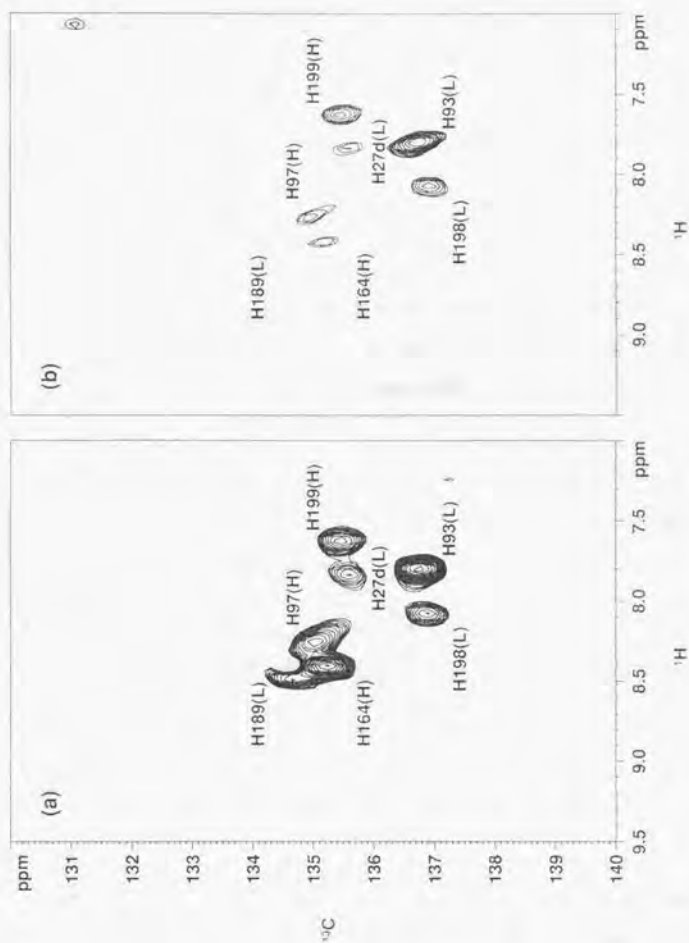 (a)
ppm
131
132
133
134
135
136
137
138
139
140
¹³C
9.5
9.0
8.5
8.0
7.5
ppm
¹H
H189(L)
H97(H)
H199(H)
H164(H)
H27d(L)
H198(L)
H93(L)
(b)
9.0
8.5
8.0
7.5
ppm
¹H
H189(L)
H97(H)
H199(H)
H164(H)
H27d(L)
H198(L)
H93(L)